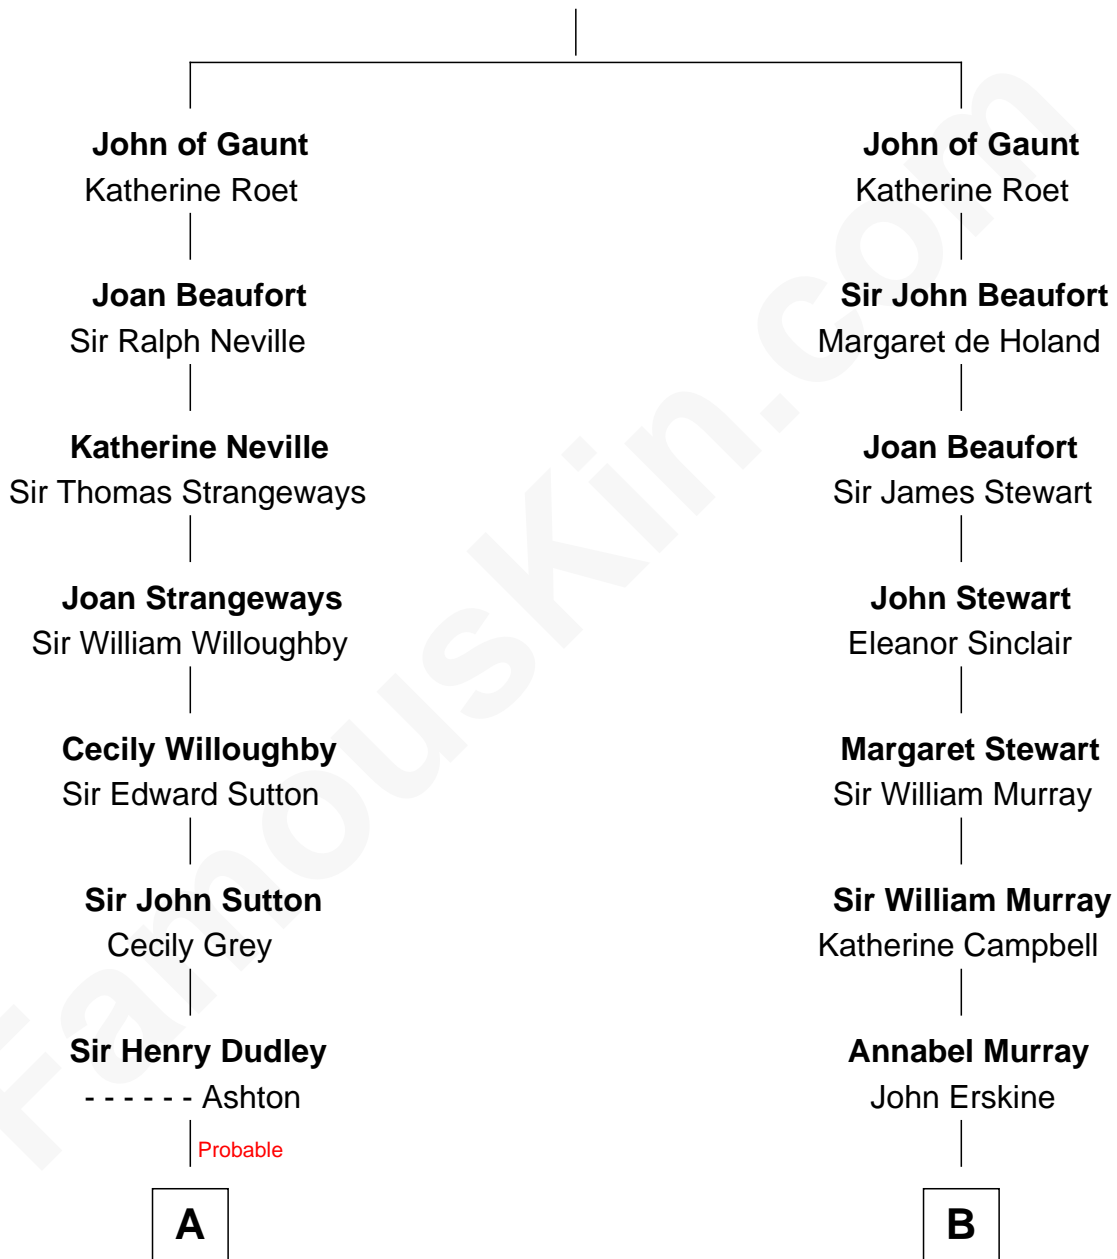 John of Gaunt
Katherine Roet
Joan Beaufort
Sir Ralph Neville
Katherine Neville
Sir Thomas Strangeways
Joan Strangeways
Sir William Willoughby
Cecily Willoughby
Sir Edward Sutton
Sir John Sutton
Cecily Grey
Sir Henry Dudley
- - - - - - Ashton
Probable
A
John of Gaunt
Katherine Roet
Sir John Beaufort
Margaret de Holand
Joan Beaufort
Sir James Stewart
John Stewart
Eleanor Sinclair
Margaret Stewart
Sir William Murray
Sir William Murray
Katherine Campbell
Annabel Murray
John Erskine
B
FamousKin.com